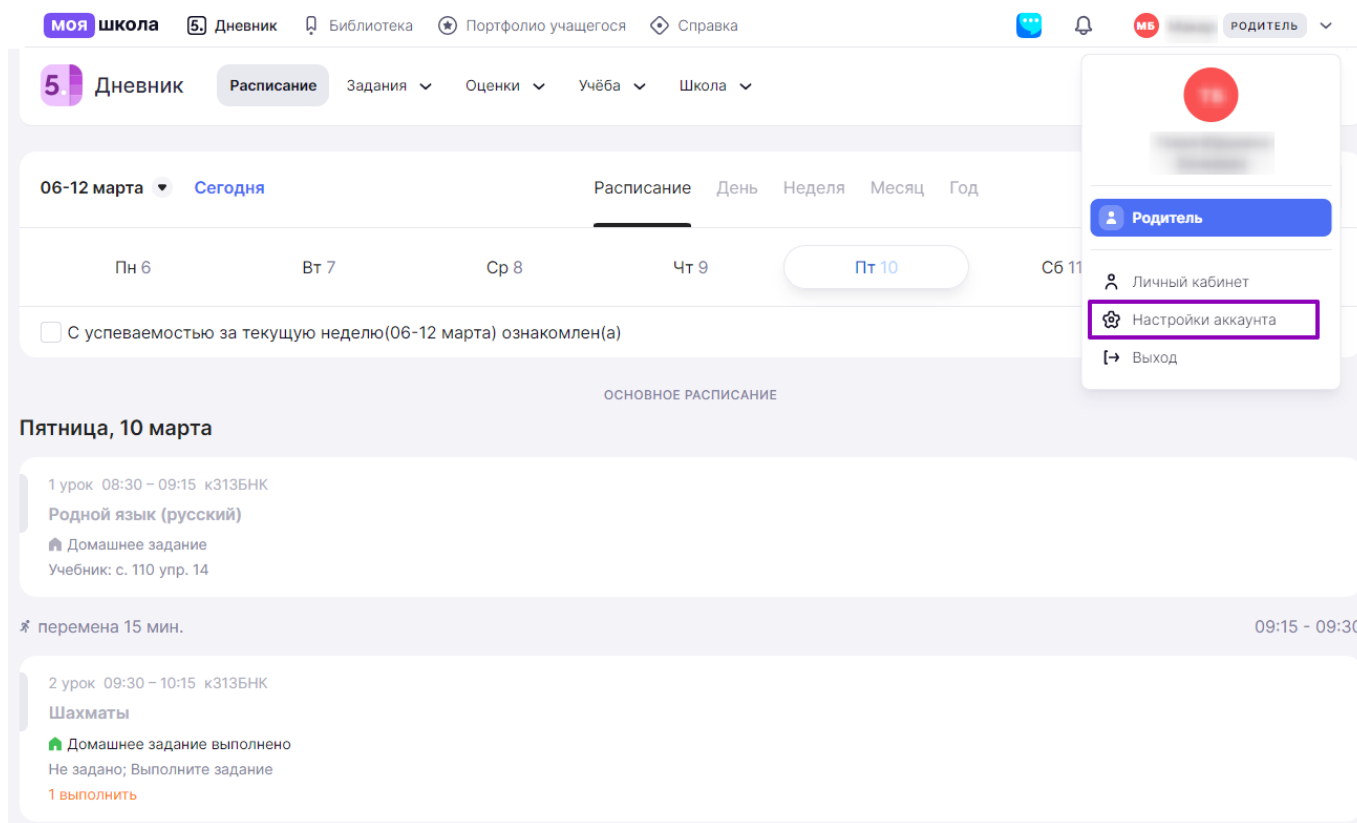 моя школа 5. Дневник Библиотека Портфолио учащегося Справка МБ РОДИТЕЛЬ
5. Дневник Расписание Задания Оценки Учёба Школа
06-12 марта Сегодня Расписание День Неделя Месяц Год
Родитель
Пн 6 Вт 7 Ср 8 Чт 9 Пт 10 Сб 11
Личный кабинет
Настройки аккаунта
Выход
С успеваемостью за текущую неделю(06-12 марта) ознакомлен(а)
ОСНОВНОЕ РАСПИСАНИЕ
Пятница, 10 марта
1 урок 08:30 – 09:15 к313БНК
Родной язык (русский)
Домашнее задание
Учебник: с. 110 упр. 14
перемена 15 мин. 09:15 - 09:30
2 урок 09:30 – 10:15 к313БНК
Шахматы
Домашнее задание выполнено
Не задано; Выполните задание
1 выполнить